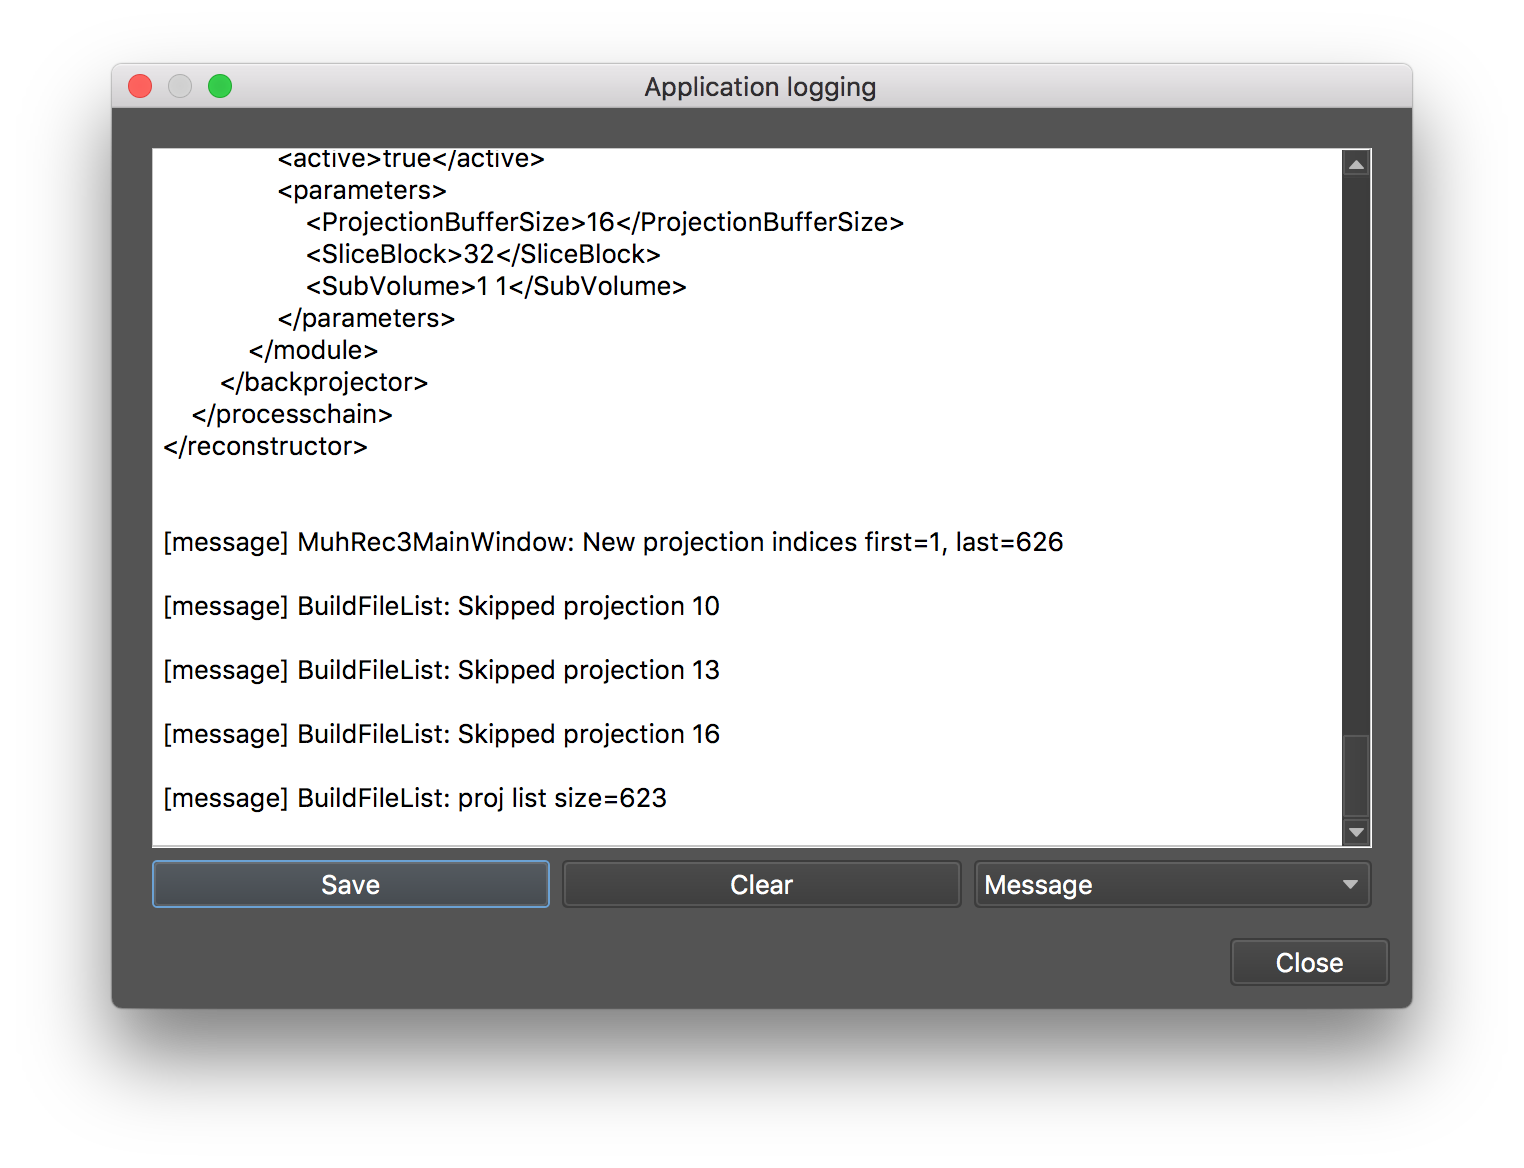 Application logging
<active>true</active>
<parameters>
<ProjectionBufferSize>16</ProjectionBufferSize>
<SliceBlock>32</SliceBlock>
<SubVolume>1 1</SubVolume>
</parameters>
</module>
</backprojector>
</processchain>
</reconstructor>
[message] MuhRec3MainWindow: New projection indices first=1, last=626
[message] BuildFileList: Skipped projection 10
[message] BuildFileList: Skipped projection 13
[message] BuildFileList: Skipped projection 16
[message] BuildFileList: proj list size=623
Save
Clear
Message
Close